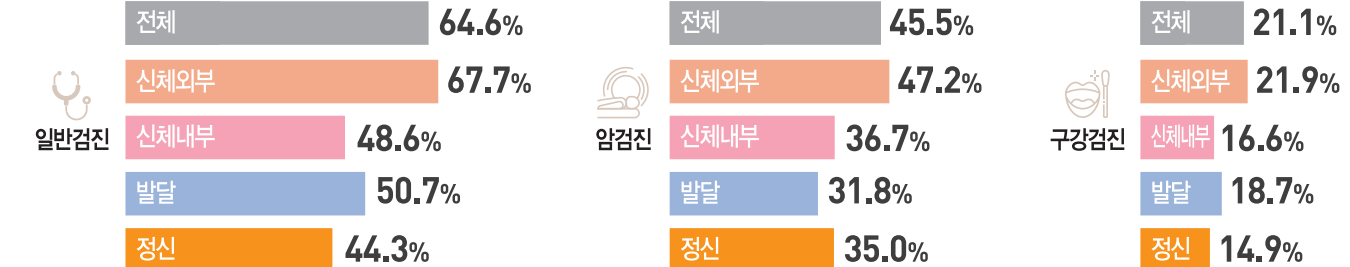 일반검진
전체 64.6%
신체외부 67.7%
신체내부 48.6%
발달 50.7%
정신 44.3%
암검진
전체 45.5%
신체외부 47.2%
신체내부 36.7%
발달 31.8%
정신 35.0%
구강검진
전체 21.1%
신체외부 21.9%
신체내부 16.6%
발달 18.7%
정신 14.9%